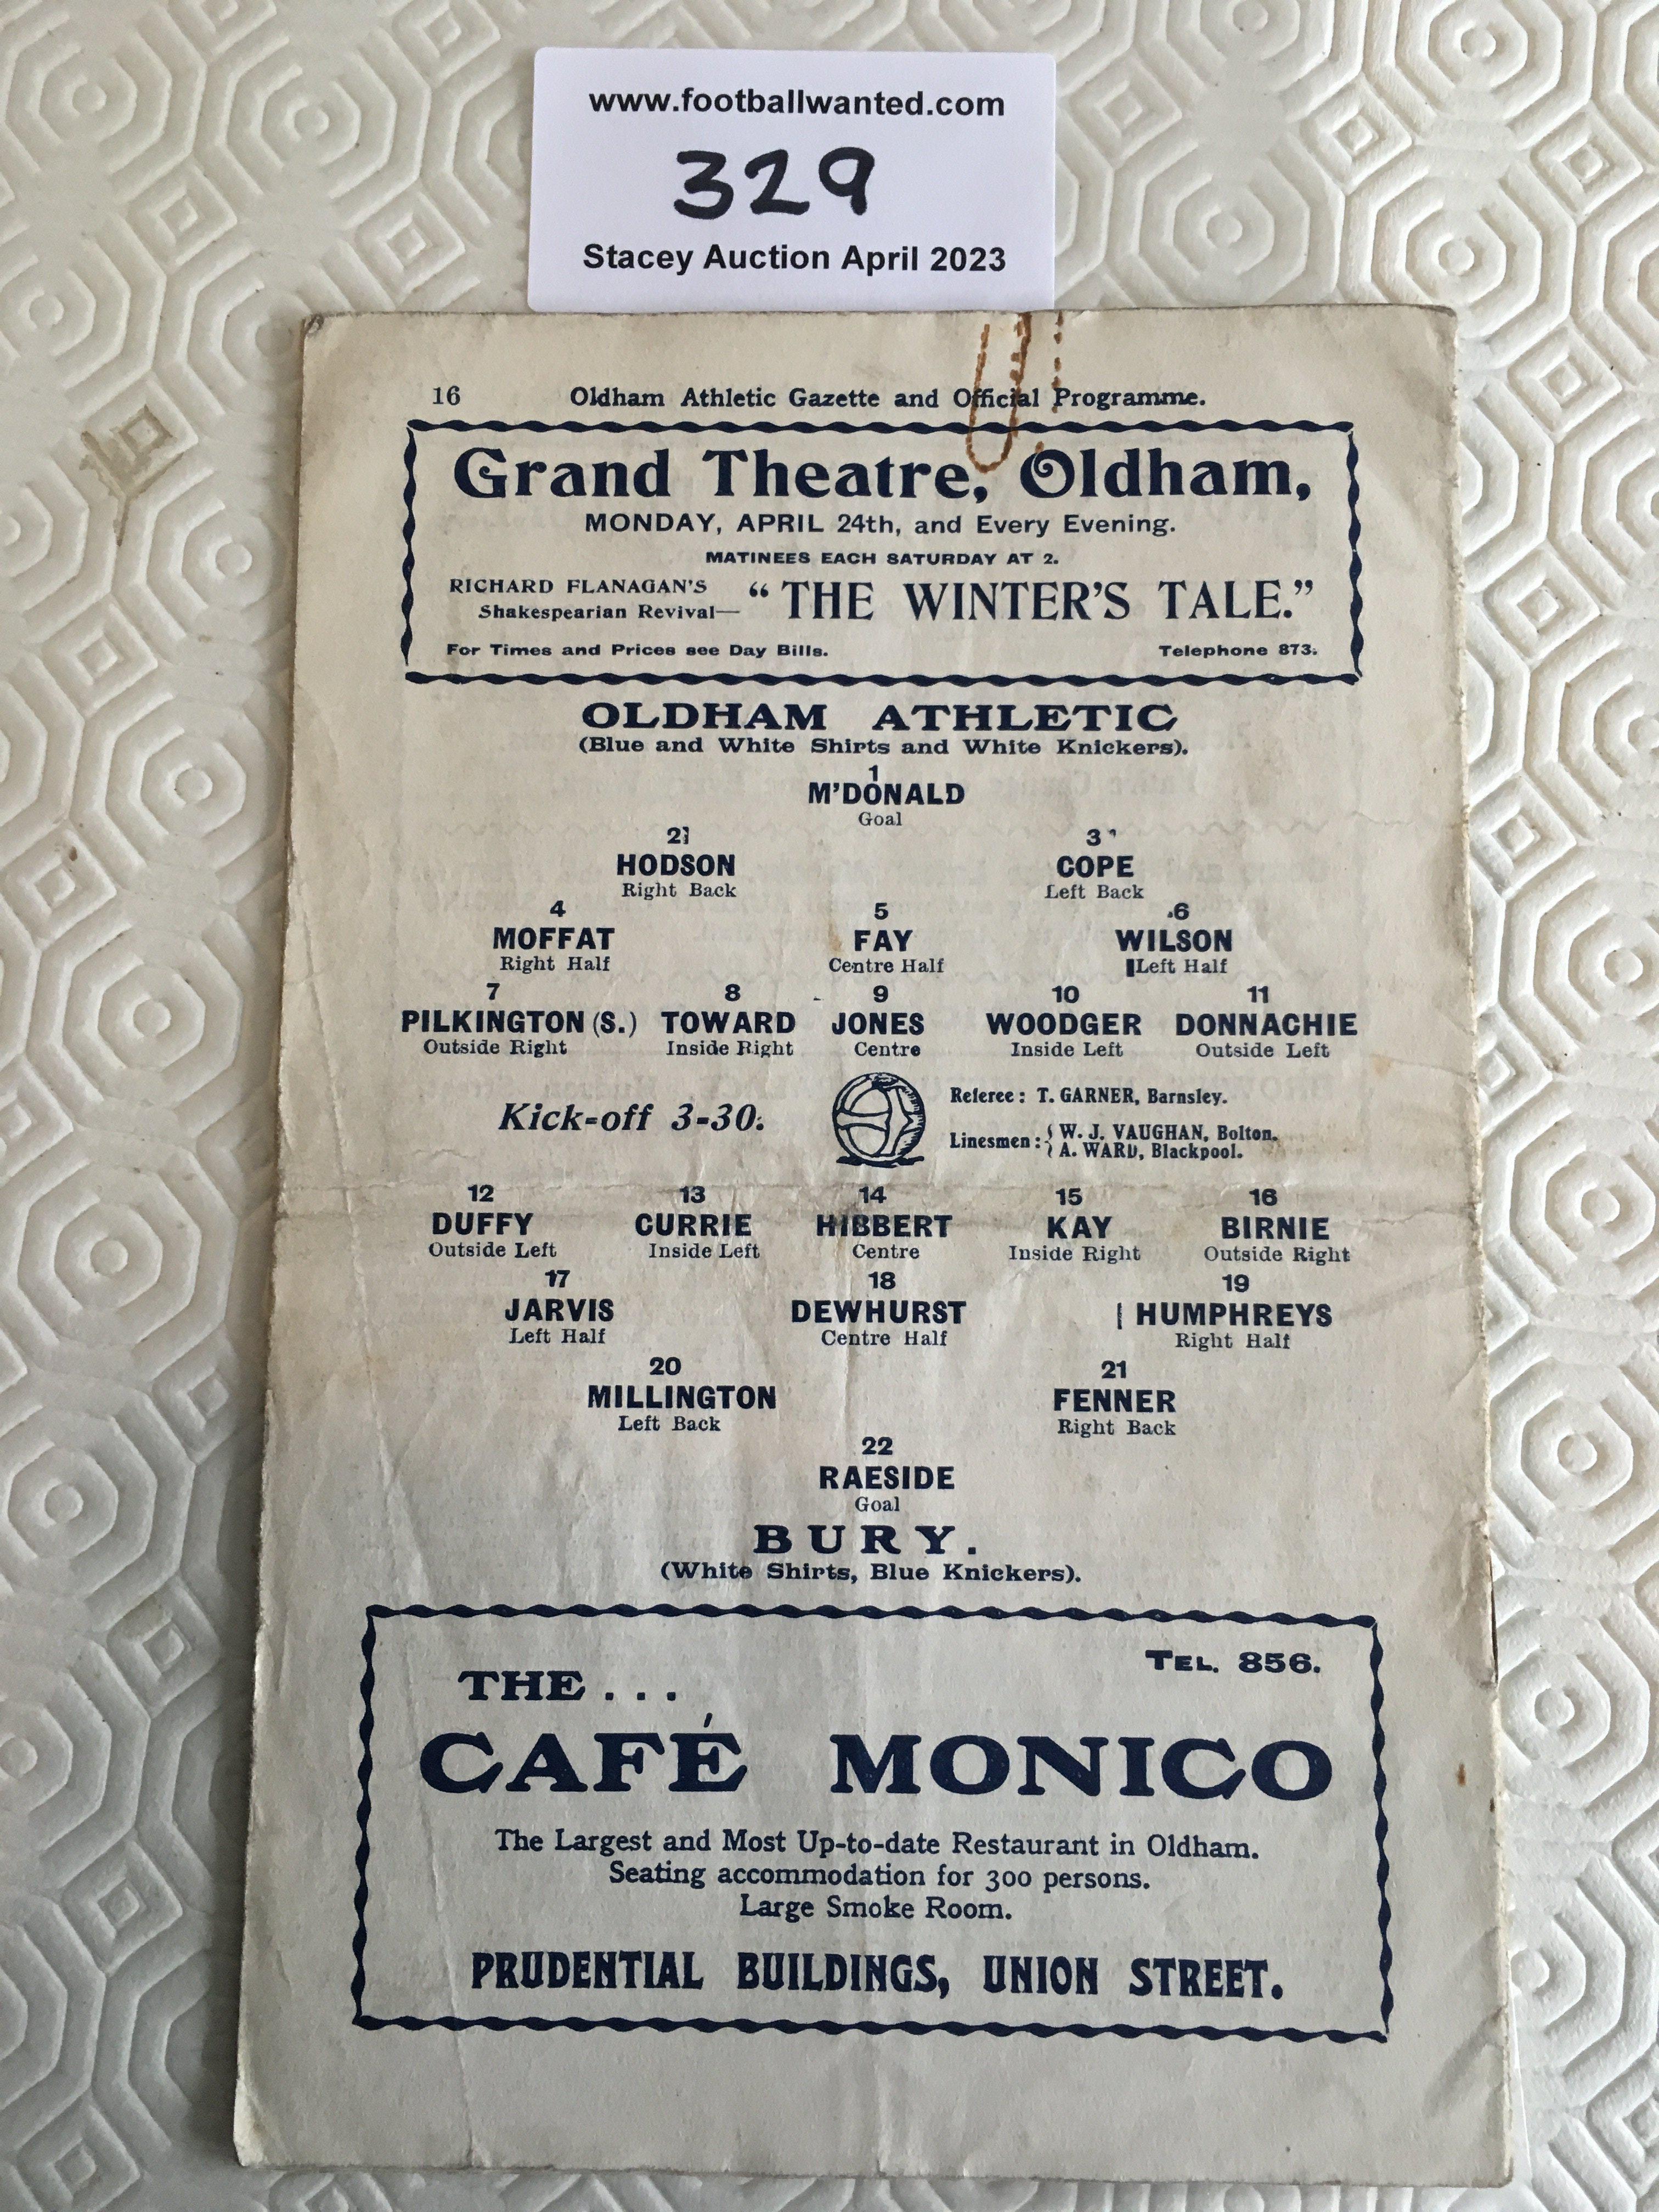 www.footballwanted.com
329
Stacey Auction April 2023
16 Oldham Athletic Gazette and Official Programme.
Grand Theatre, Oldham,
MONDAY, APRIL 24th, and Every Evening.
MATINEES EACH SATURDAY AT 2.
RICHARD FLANAGAN'S
Shakespearian Revival— "THE WINTER'S TALE."
For Times and Prices see Day Bills. Telephone 873.
OLDHAM ATHLETIC
(Blue and White Shirts and White Knickers).
1
M'DONALD
Goal
2 3
HODSON COPE
Right Back Left Back
4 5 6
MOFFAT FAY WILSON
Right Half Centre Half Left Half
7 8 9 10 11
PILKINGTON (S.) TOWARD JONES WOODGER DONNACHIE
Outside Right Inside Right Centre Inside Left Outside Left
Kick-off 3-30.
Referee: T. GARNER, Barnsley.
Linesmen: { W. J. VAUGHAN, Bolton.
A. WARD, Blackpool.
12 13 14 15 16
DUFFY CURRIE HIBBERT KAY BIRNIE
Outside Left Inside Left Centre Inside Right Outside Right
17 18 19
JARVIS DEWHURST HUMPHREYS
Left Half Centre Half Right Half
20 21
MILLINGTON FENNER
Left Back Right Back
22
RAESIDE
Goal
BURY.
(White Shirts, Blue Knickers).
TEL. 856.
THE...
CAFÉ MONICO
The Largest and Most Up-to-date Restaurant in Oldham.
Seating accommodation for 300 persons.
Large Smoke Room.
PRUDENTIAL BUILDINGS, UNION STREET.